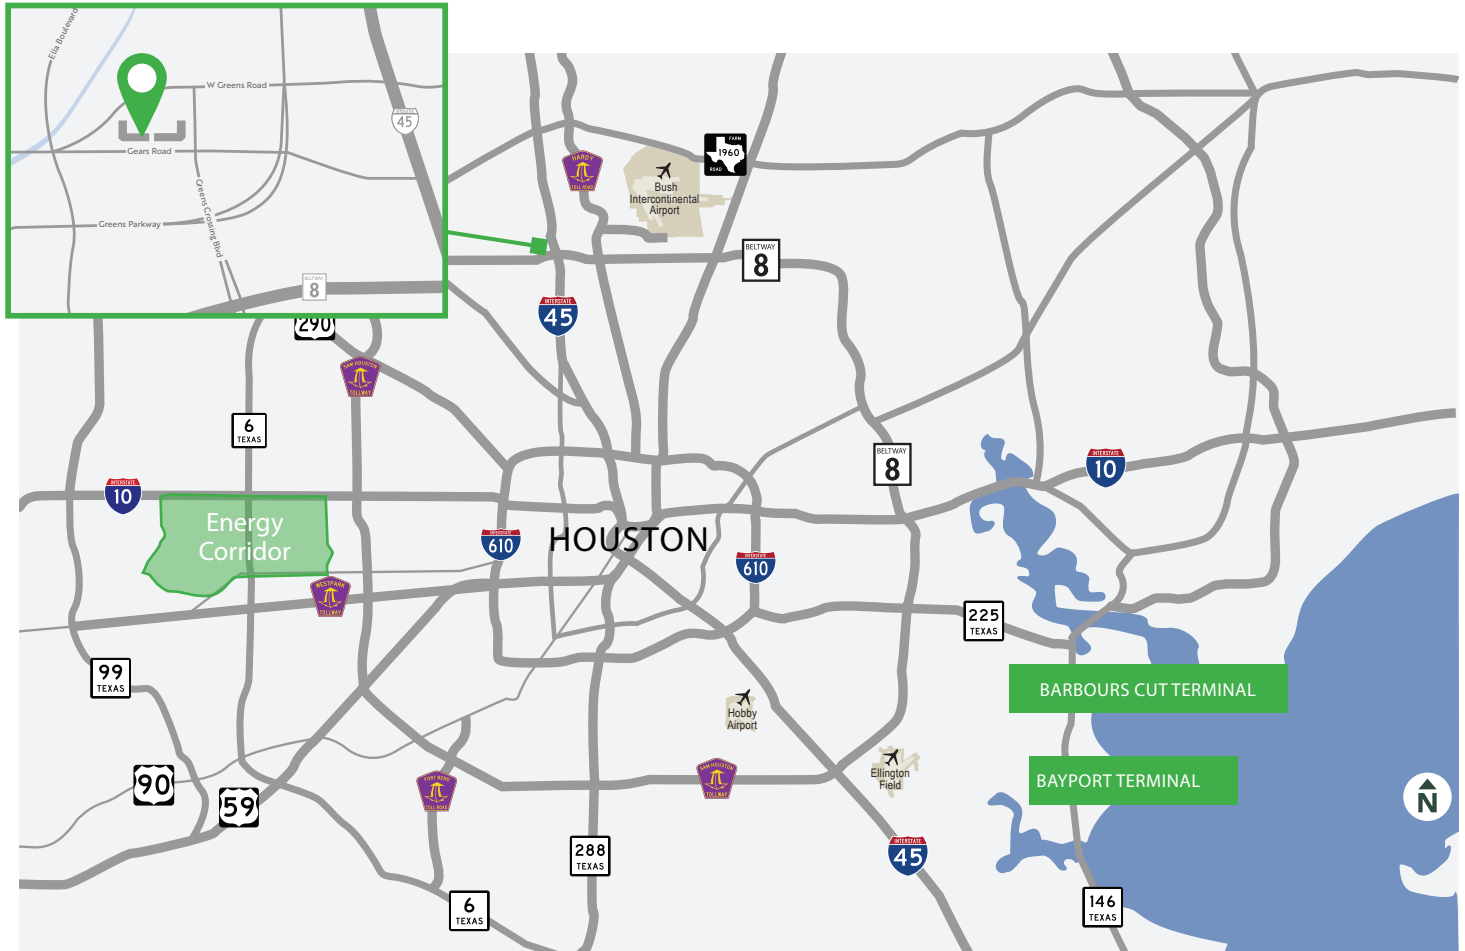 Ella Boulevard
W Greens Road
INTERSTATE
45
Gears Road
Greens Crossing Blvd
Greens Parkway
BELTWAY
8
FARM
1960
ROAD
HARDY
TOLL ROAD
Bush
Intercontinental
Airport
BELTWAY
8
INTERSTATE
45
290
SAM HOUSTON
TOLLWAY
6
TEXAS
BELTWAY
8
INTERSTATE
10
INTERSTATE
10
Energy
Corridor
INTERSTATE
610
HOUSTON
INTERSTATE
610
WESTPARK
TOLLWAY
225
TEXAS
99
TEXAS
BARBOURS CUT TERMINAL
Hobby
Airport
BAYPORT TERMINAL
90
59
FORT BEND
TOLL ROAD
SAM HOUSTON
TOLLWAY
Ellington
Field
N
INTERSTATE
45
288
TEXAS
6
TEXAS
146
TEXAS